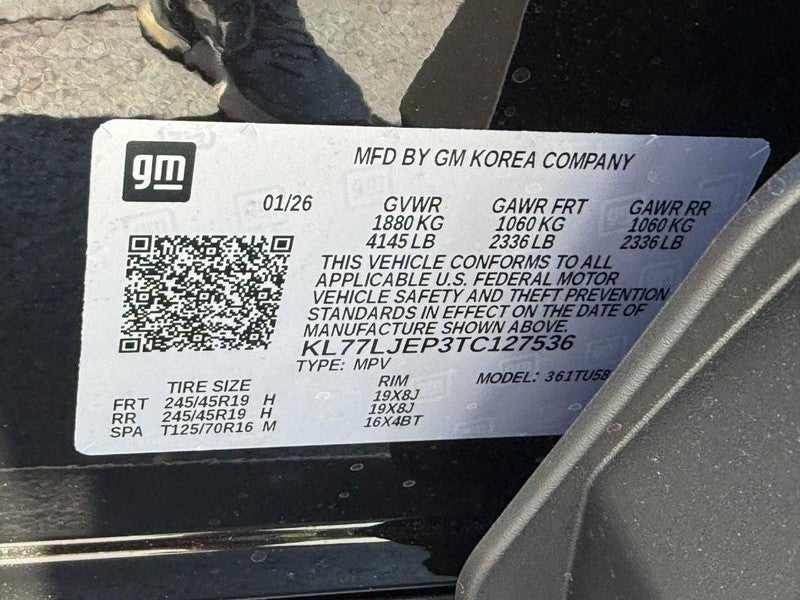 gm
MFD BY GM KOREA COMPANY
01/26 GVWR GAWR FRT GAWR RR
1880 KG 1060 KG 1060 KG
4145 LB 2336 LB 2336 LB
THIS VEHICLE CONFORMS TO ALL
APPLICABLE U.S. FEDERAL MOTOR
VEHICLE SAFETY AND THEFT PREVENTION
STANDARDS IN EFFECT ON THE DATE OF
MANUFACTURE SHOWN ABOVE.
KL77LJEP3TC127536
TYPE: MPV MODEL: 361TU58
TIRE SIZE RIM
FRT 245/45R19 H 19X8J
RR 245/45R19 H 19X8J
SPA T125/70R16 M 16X4BT